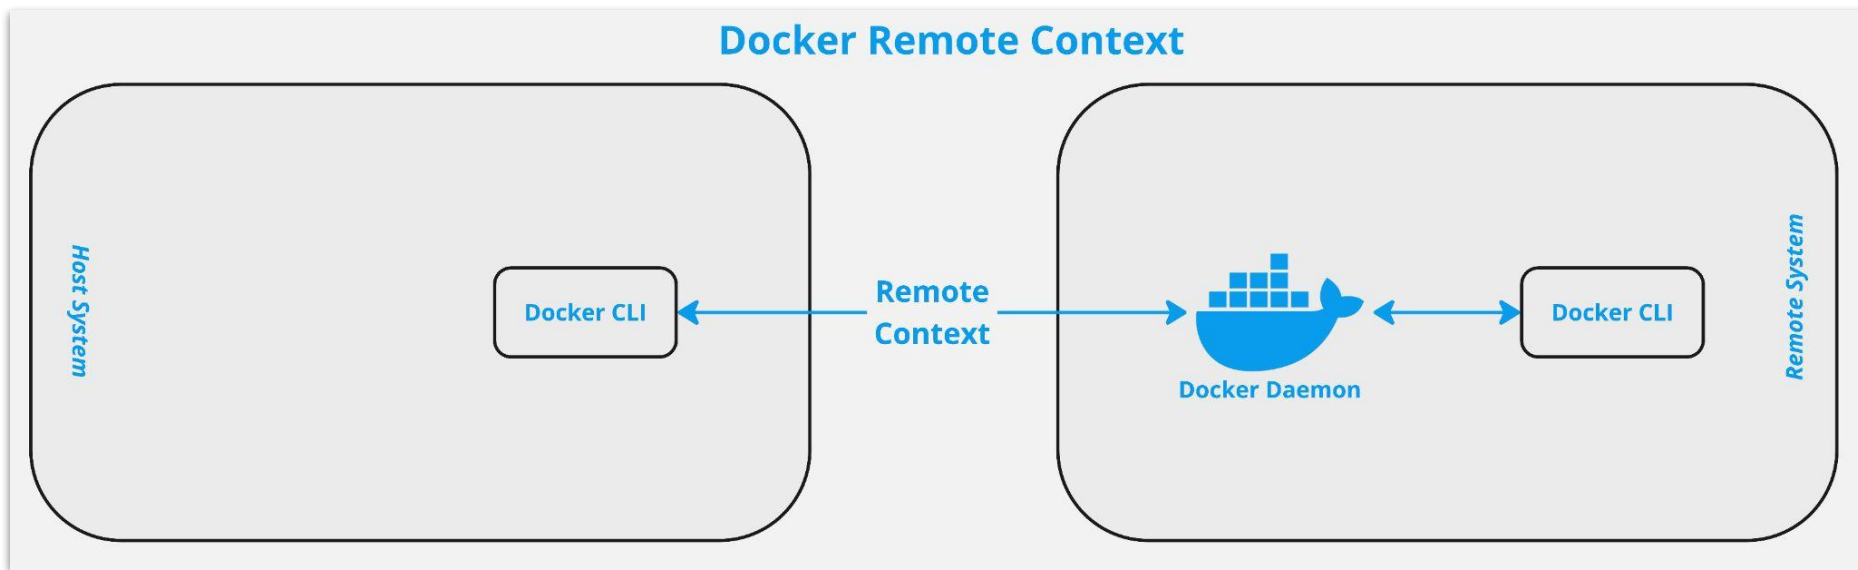 Docker Remote Context
Host System
Docker CLI
Remote
Context
Docker Daemon
Docker CLI
Remote System